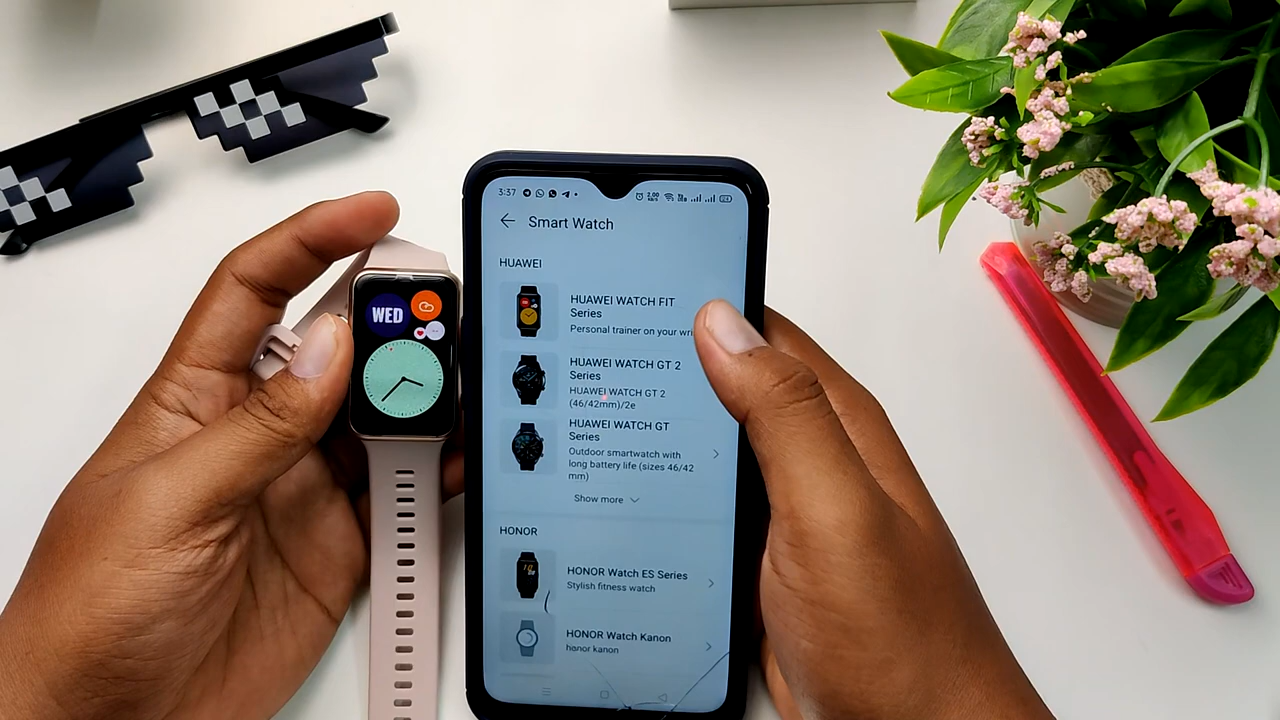 3:37
Smart Watch
HUAWEI
HUAWEI WATCH FIT
Series
Personal trainer on your
HUAWEI WATCH GT 2
Series
HUAWEI WATCH GT 2
(46/42mm)/2e
HUAWEI WATCH GT
Series
Outdoor smartwatch with
long battery life (sizes 46/42
mm)
Show more
HONOR
HONOR Watch ES Series
Stylish fitness watch
HONOR Watch Kanon
honor kanon
WED